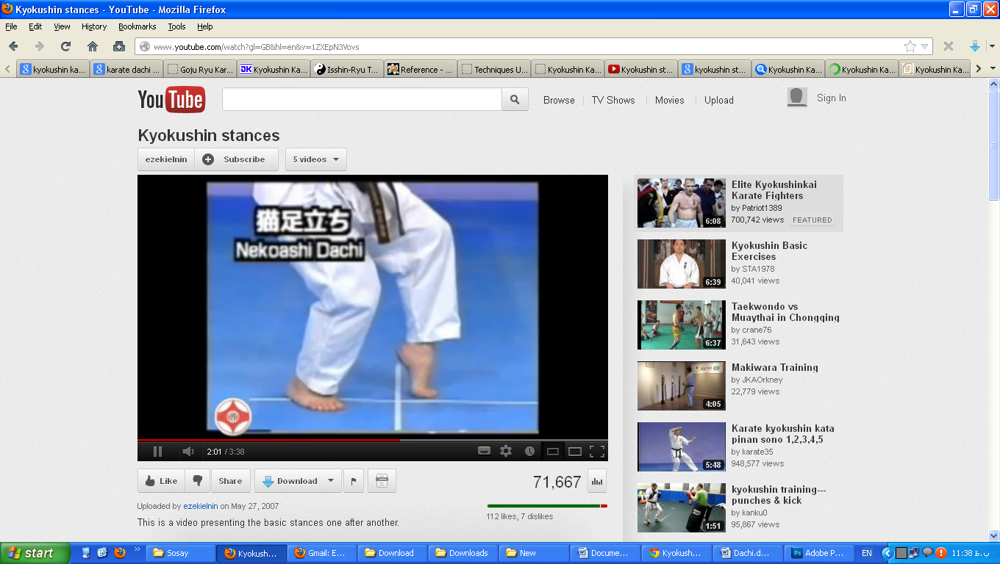 Kyokushin stances - YouTube - Mozilla Firefox
File Edit View History Bookmarks Tools Help
www.youtube.com/watch?gl=GB&hl=en&v=1ZXEpN3Vovs
kyokushin ka... karate dachi ... Goju Ryu Kar... Kyokushin Ka... Isshin-Ryu T... Reference - ... Techniques U... Kyokushin Ka... Kyokushin st... kyokushin st... Kyokushin Ka... Kyokushin Ka... Kyokushin Ka...
YouTube Browse TV Shows Movies Upload Sign In
Kyokushin stances
ezekielnin Subscribe 5 videos
猫足立ち
Nekoashi Dachi
2:01 / 3:38
Like Share Download 71,667
Uploaded by ezekielnin on May 27, 2007
112 likes, 7 dislikes
This is a video presenting the basic stances one after another.
6:08
Elite Kyokushinkai
Karate Fighters
by Patriot1389
700,742 views FEATURED
6:39
Kyokushin Basic
Exercises
by STA1978
40,041 views
6:37
Taekwondo vs
Muaythai in Chongqing
by crane76
31,643 views
4:05
Makiwara Training
by JKAOrkney
22,779 views
5:48
Karate kyokushin kata
pinan sono 1,2,3,4,5
by karate35
948,577 views
1:51
kyokushin training---
punches & kick
by kanku0
95,867 views
start Sosay Kyokush... Gmail: E... Download Downloads New Docume... Kyokush... Dachi.d... Adobe P... EN 11:38 ب.ظ